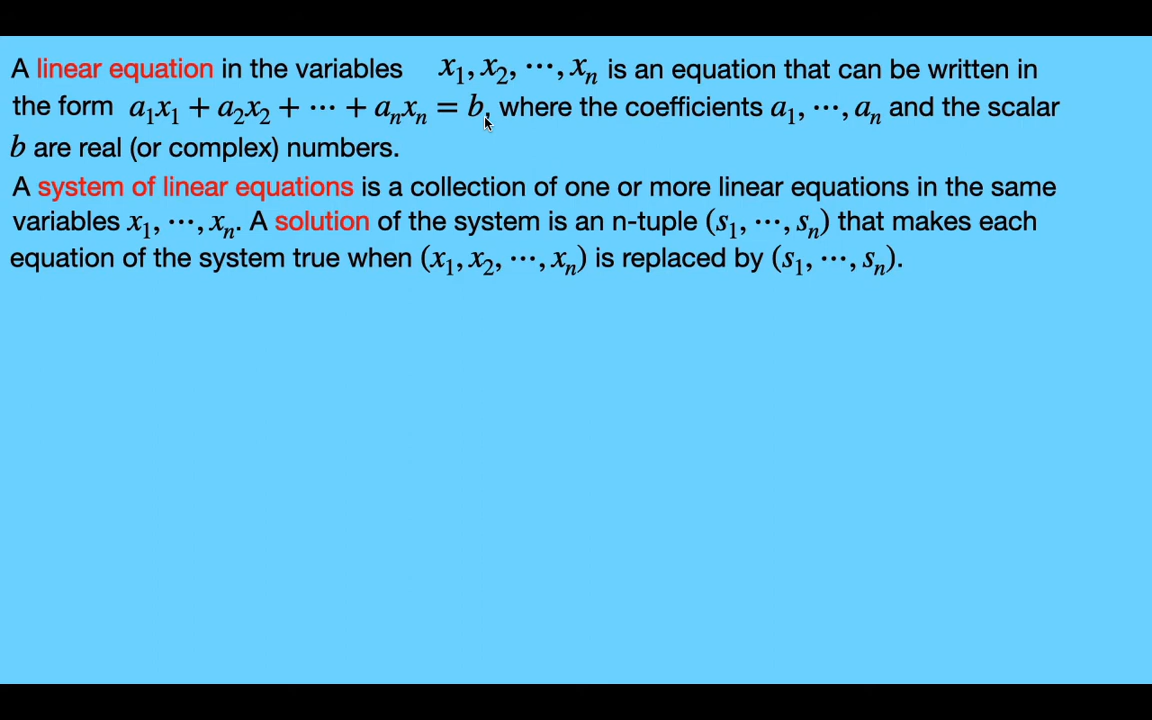 A linear equation in the variables x₁, x₂, ⋯, xₙ is an equation that can be written in
the form a₁x₁ + a₂x₂ + ⋯ + aₙxₙ = b, where the coefficients a₁, ⋯, aₙ and the scalar
b are real (or complex) numbers.
A system of linear equations is a collection of one or more linear equations in the same
variables x₁, ⋯, xₙ. A solution of the system is an n-tuple (s₁, ⋯, sₙ) that makes each
equation of the system true when (x₁, x₂, ⋯, xₙ) is replaced by (s₁, ⋯, sₙ).